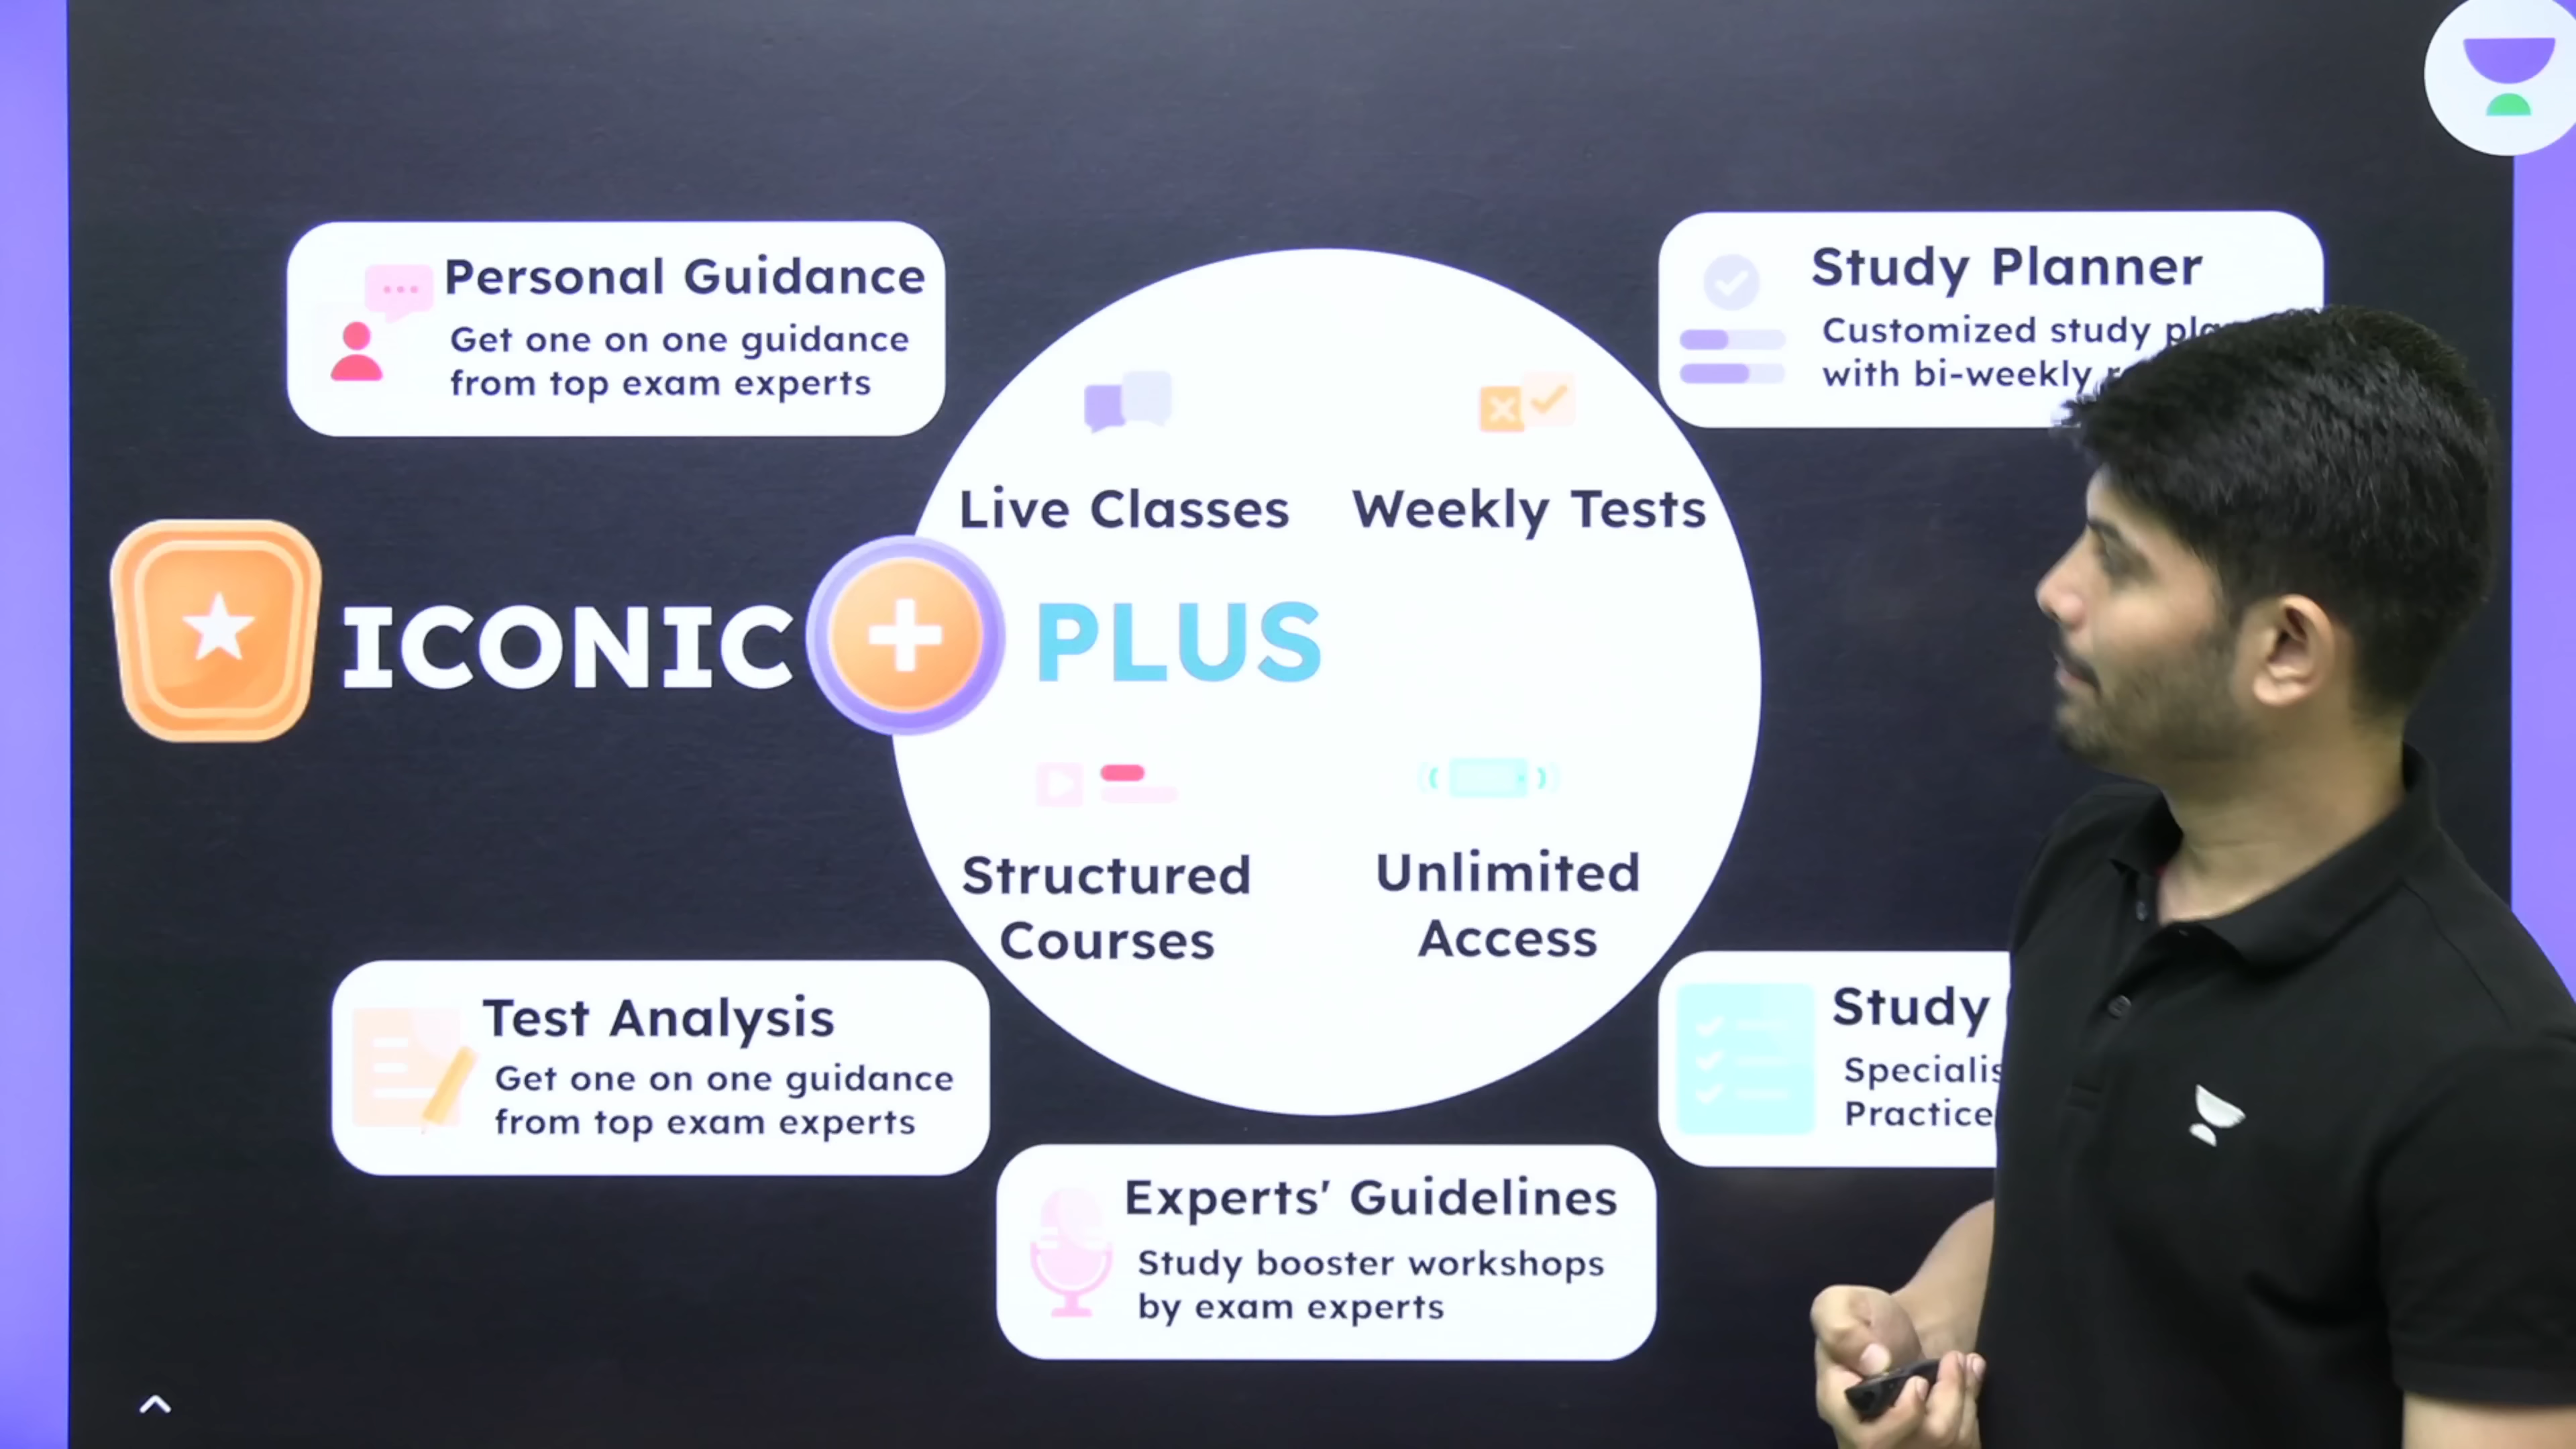 Personal Guidance
Get one on one guidance
from top exam experts
Study Planner
Customized study
with bi-weekly
Live Classes
Weekly Tests
ICONIC
PLUS
Structured
Courses
Unlimited
Access
Test Analysis
Get one on one guidance
from top exam experts
Study
Practice
Experts' Guidelines
Study booster workshops
by exam experts